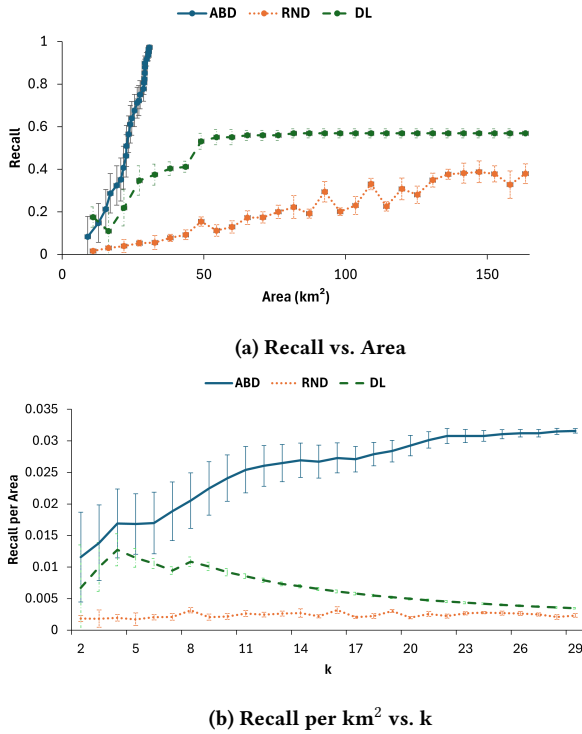 ABD RND DL
1
0.8
0.6
0.4
0.2
0
Recall
0 50 100 150
Area (km²)
(a) Recall vs. Area
ABD RND DL
0.035
0.03
0.025
0.02
0.015
0.01
0.005
0
Recall per Area
2 5 8 11 14 17 20 23 26 29
k
(b) Recall per km² vs. k